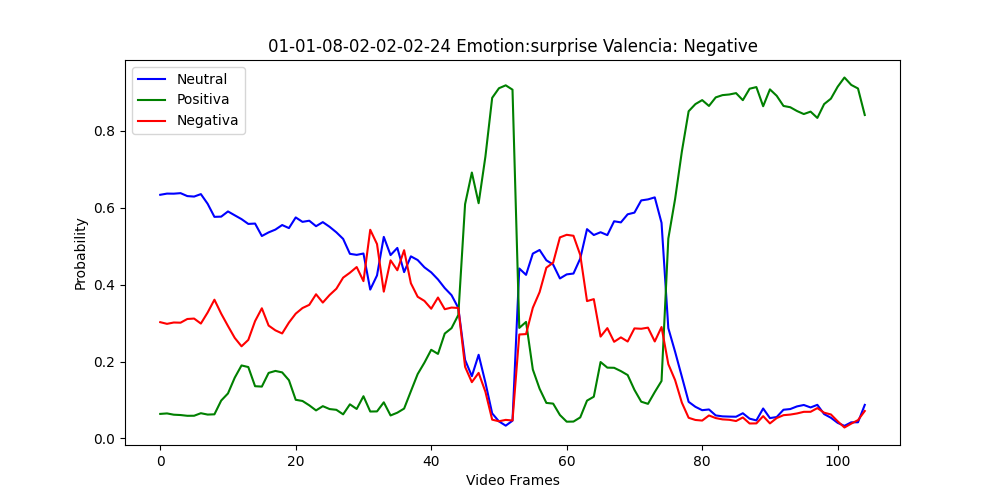 01-01-08-02-02-02-24 Emotion:surprise Valencia: Negative
Neutral
Positiva
Negativa
Probability
0.8
0.6
0.4
0.2
0.0
0 20 40 60 80 100
Video Frames